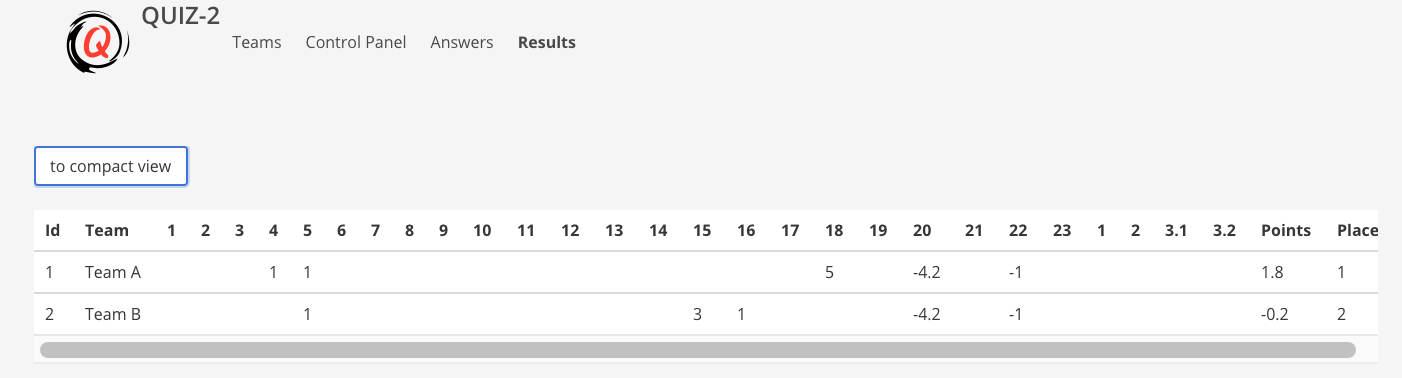 QUIZ-2
Q
Teams Control Panel Answers Results
to compact view
Id Team 1 2 3 4 5 6 7 8 9 10 11 12 13 14 15 16 17 18 19 20 21 22 23 1 2 3.1 3.2 Points Place
1 Team A 1 1 5 -4.2 -1 1.8 1
2 Team B 1 3 1 -4.2 -1 -0.2 2